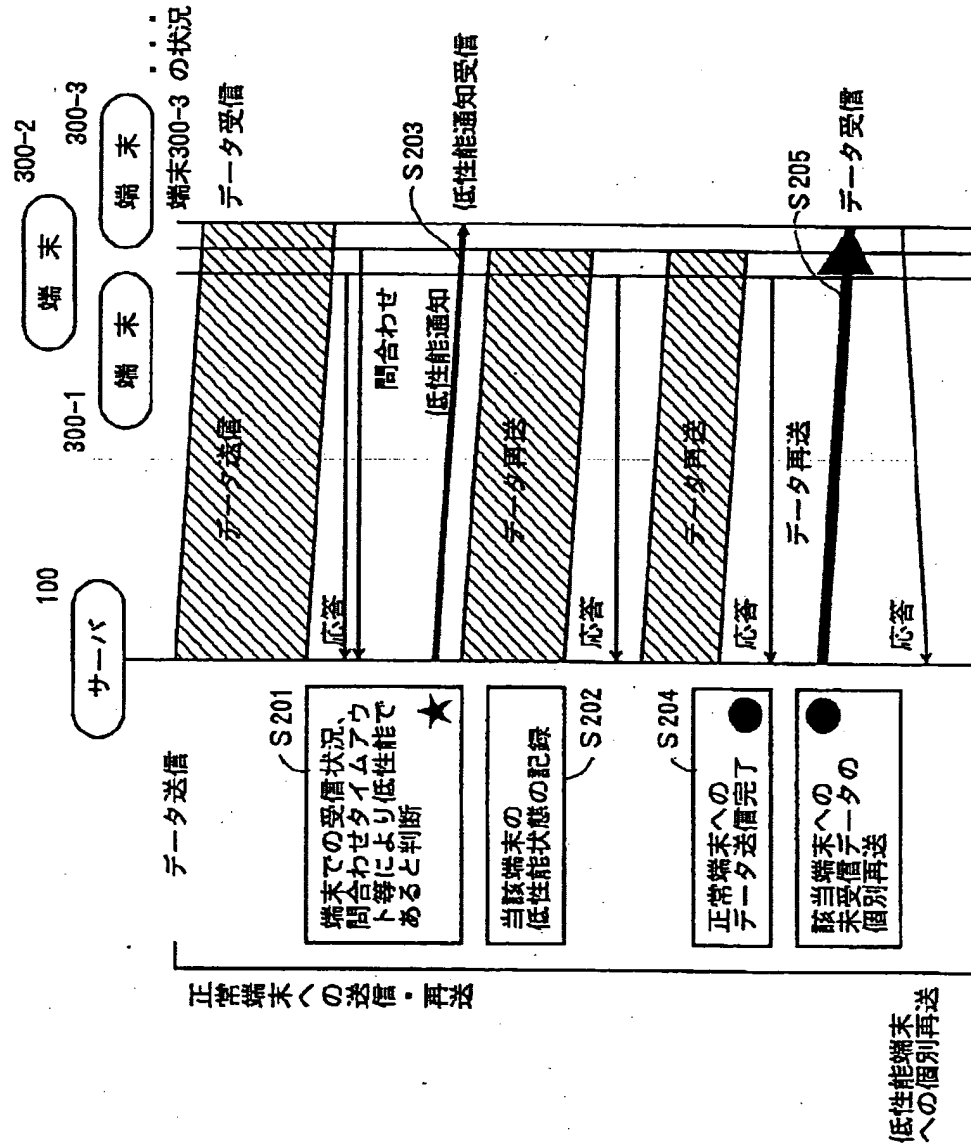 300-2
端 末
300-1
300-3
端 末
端 末
・・・
100
サーバ
端末300-3 の状況
データ送信
データ送信
データ受信
S201
端末での受信状況、
問合わせタイムアウ
ト等により低性能で
あると判断
★
応答
問合わせ
低性能通知
S203
低性能通知受信
当該端末の
低性能状態の記録
S202
データ再送
応答
正常端末への送信・再送
データ再送
S204
正常端末への
データ送信完了
●
応答
データ再送
S205
データ受信
該当端末への
未受信データの
個別再送
●
応答
低性能端末
への個別再送